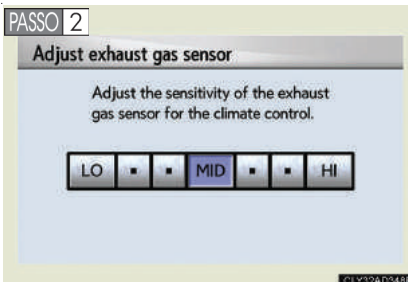 PASSO 2
Adjust exhaust gas sensor
Adjust the sensitivity of the exhaust
gas sensor for the climate control.
LO ▪ ▪ MID ▪ ▪ HI